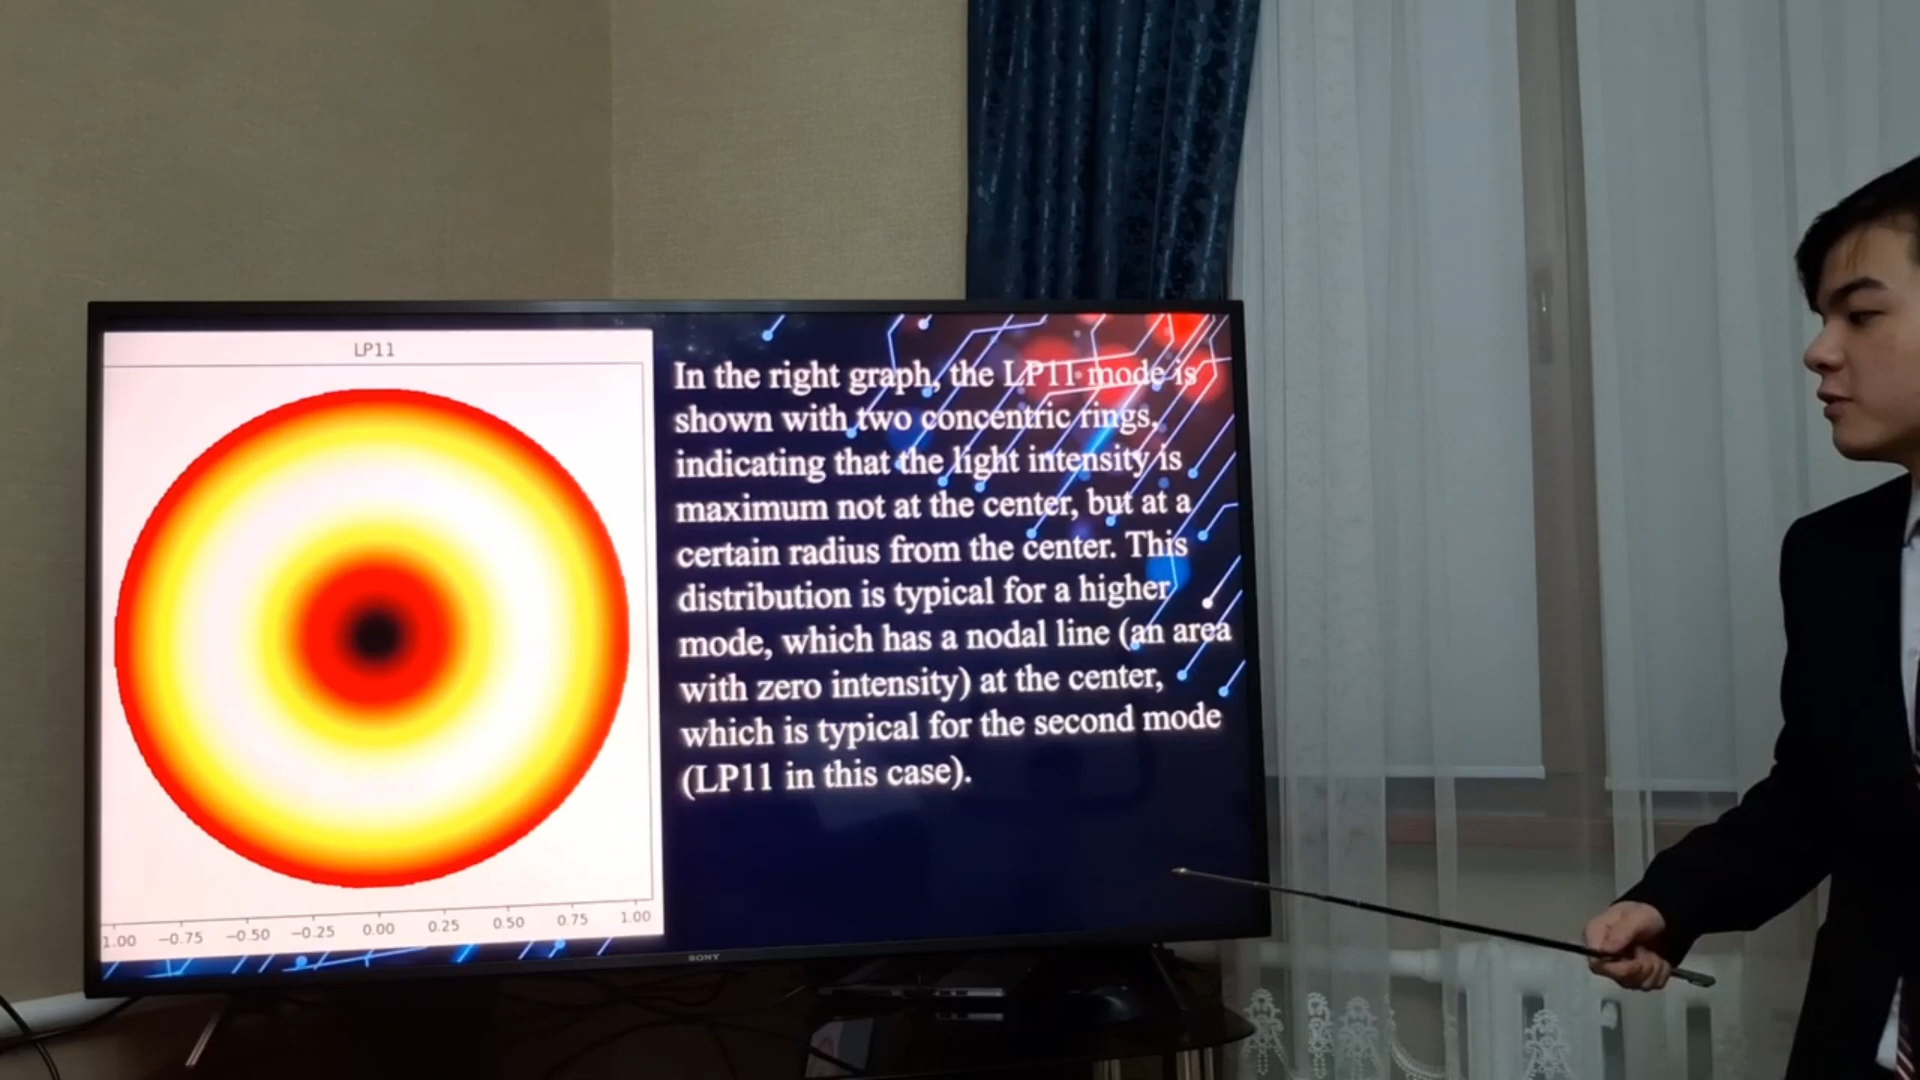 LP11
1.00 −0.75 −0.50 −0.25 0.00 0.25 0.50 0.75 1.00
In the right graph, the LP11 mode is
shown with two concentric rings,
indicating that the light intensity is
maximum not at the center, but at a
certain radius from the center. This
distribution is typical for a higher
mode, which has a nodal line (an area
with zero intensity) at the center,
which is typical for the second mode
(LP11 in this case).
SONY